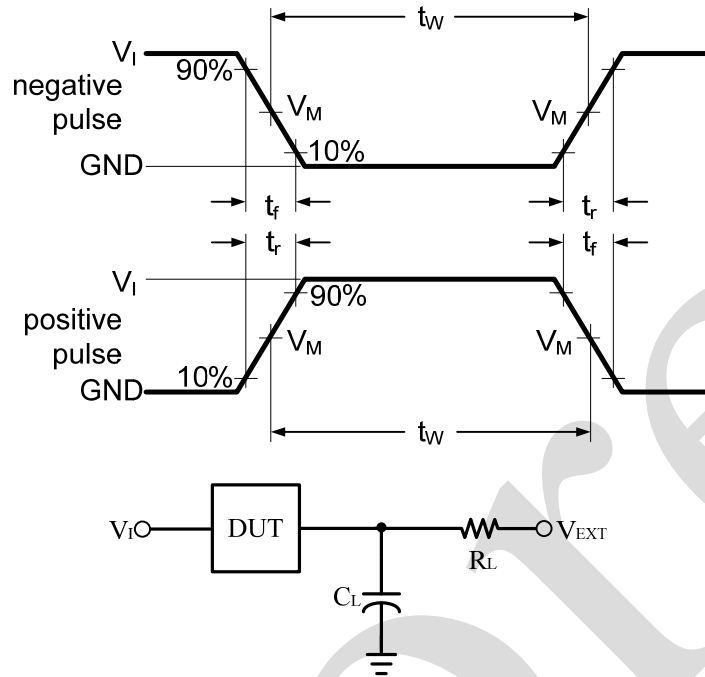 tW
VI
90%
negative
pulse
VM
VM
10%
GND
tf
tr
tr
tf
VI
90%
positive
pulse
VM
VM
10%
GND
tW
VI
DUT
VEXT
RL
CL